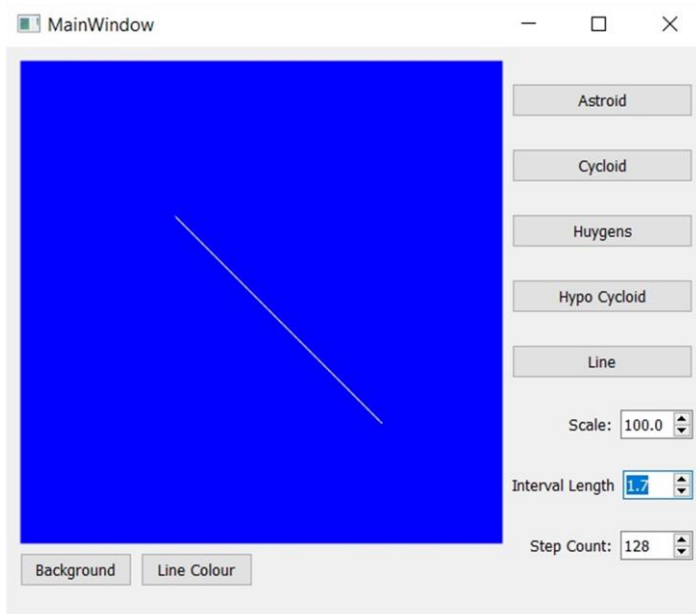 MainWindow
Astroid
Cycloid
Huygens
Hypo Cycloid
Line
Scale: 100.0
Interval Length 1.7
Step Count: 128
Background Line Colour